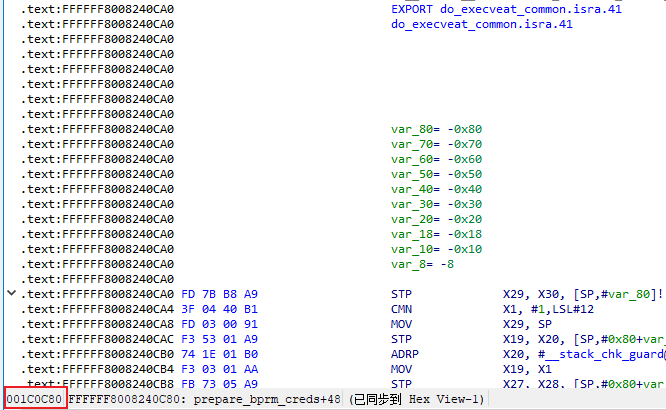 .text:FFFFFF8008240CA0 EXPORT do_execveat_common.isra.41
.text:FFFFFF8008240CA0 do_execveat_common.isra.41
.text:FFFFFF8008240CA0
.text:FFFFFF8008240CA0
.text:FFFFFF8008240CA0
.text:FFFFFF8008240CA0
.text:FFFFFF8008240CA0
.text:FFFFFF8008240CA0
.text:FFFFFF8008240CA0 var_80= -0x80
.text:FFFFFF8008240CA0 var_70= -0x70
.text:FFFFFF8008240CA0 var_60= -0x60
.text:FFFFFF8008240CA0 var_50= -0x50
.text:FFFFFF8008240CA0 var_40= -0x40
.text:FFFFFF8008240CA0 var_30= -0x30
.text:FFFFFF8008240CA0 var_20= -0x20
.text:FFFFFF8008240CA0 var_18= -0x18
.text:FFFFFF8008240CA0 var_10= -0x10
.text:FFFFFF8008240CA0 var_8= -8
.text:FFFFFF8008240CA0
.text:FFFFFF8008240CA0 FD 7B B8 A9 STP X29, X30, [SP,#var_80]!
.text:FFFFFF8008240CA4 3F 04 40 B1 CMN X1, #1,LSL#12
.text:FFFFFF8008240CA8 FD 03 00 91 MOV X29, SP
.text:FFFFFF8008240CAC F3 53 01 A9 STP X19, X20, [SP,#0x80+var_
.text:FFFFFF8008240CB0 74 1E 01 B0 ADRP X20, #__stack_chk_guard@
.text:FFFFFF8008240CB4 F3 03 01 AA MOV X19, X1
.text:FFFFFF8008240CB8 FB 73 05 A9 STP X27, X28, [SP,#0x80+var_
001C0C80 FFFFFF8008240C80: prepare_bprm_creds+48 (已同步到 Hex View-1)